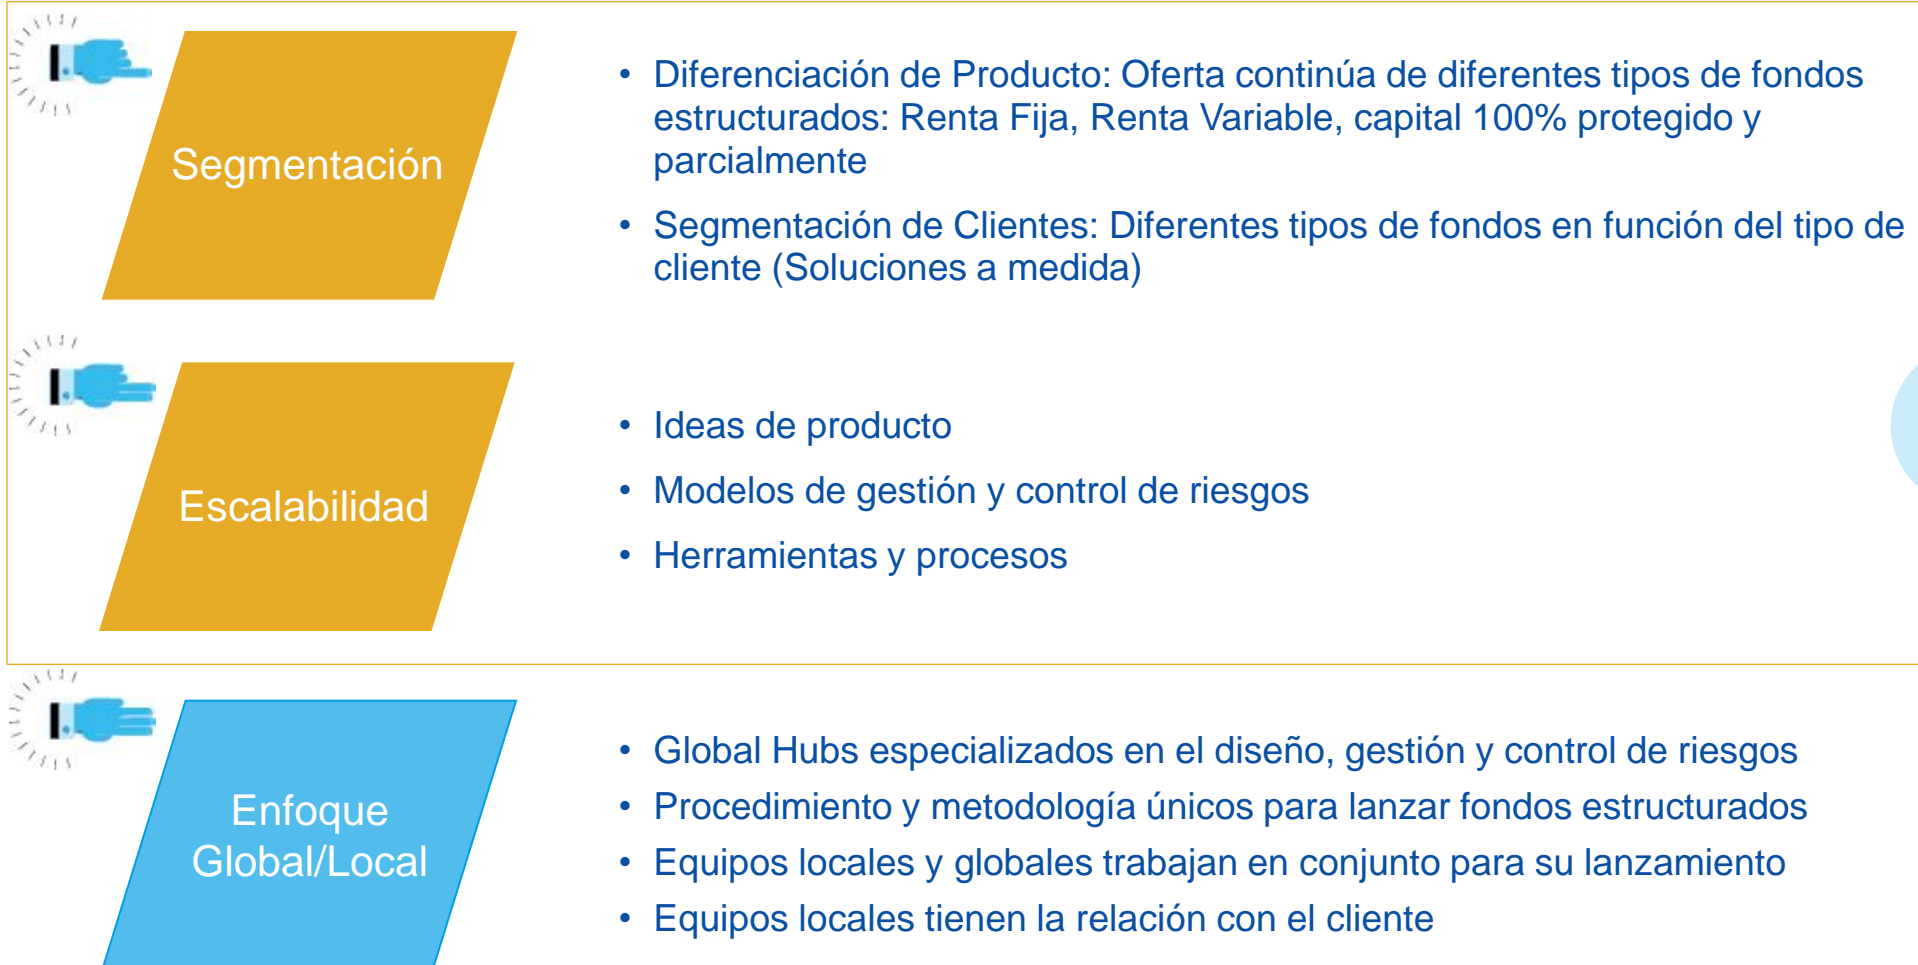 Segmentación
• Diferenciación de Producto: Oferta continúa de diferentes tipos de fondos
estructurados: Renta Fija, Renta Variable, capital 100% protegido y
parcialmente
• Segmentación de Clientes: Diferentes tipos de fondos en función del tipo de
cliente (Soluciones a medida)
Escalabilidad
• Ideas de producto
• Modelos de gestión y control de riesgos
• Herramientas y procesos
Enfoque
Global/Local
• Global Hubs especializados en el diseño, gestión y control de riesgos
• Procedimiento y metodología únicos para lanzar fondos estructurados
• Equipos locales y globales trabajan en conjunto para su lanzamiento
• Equipos locales tienen la relación con el cliente